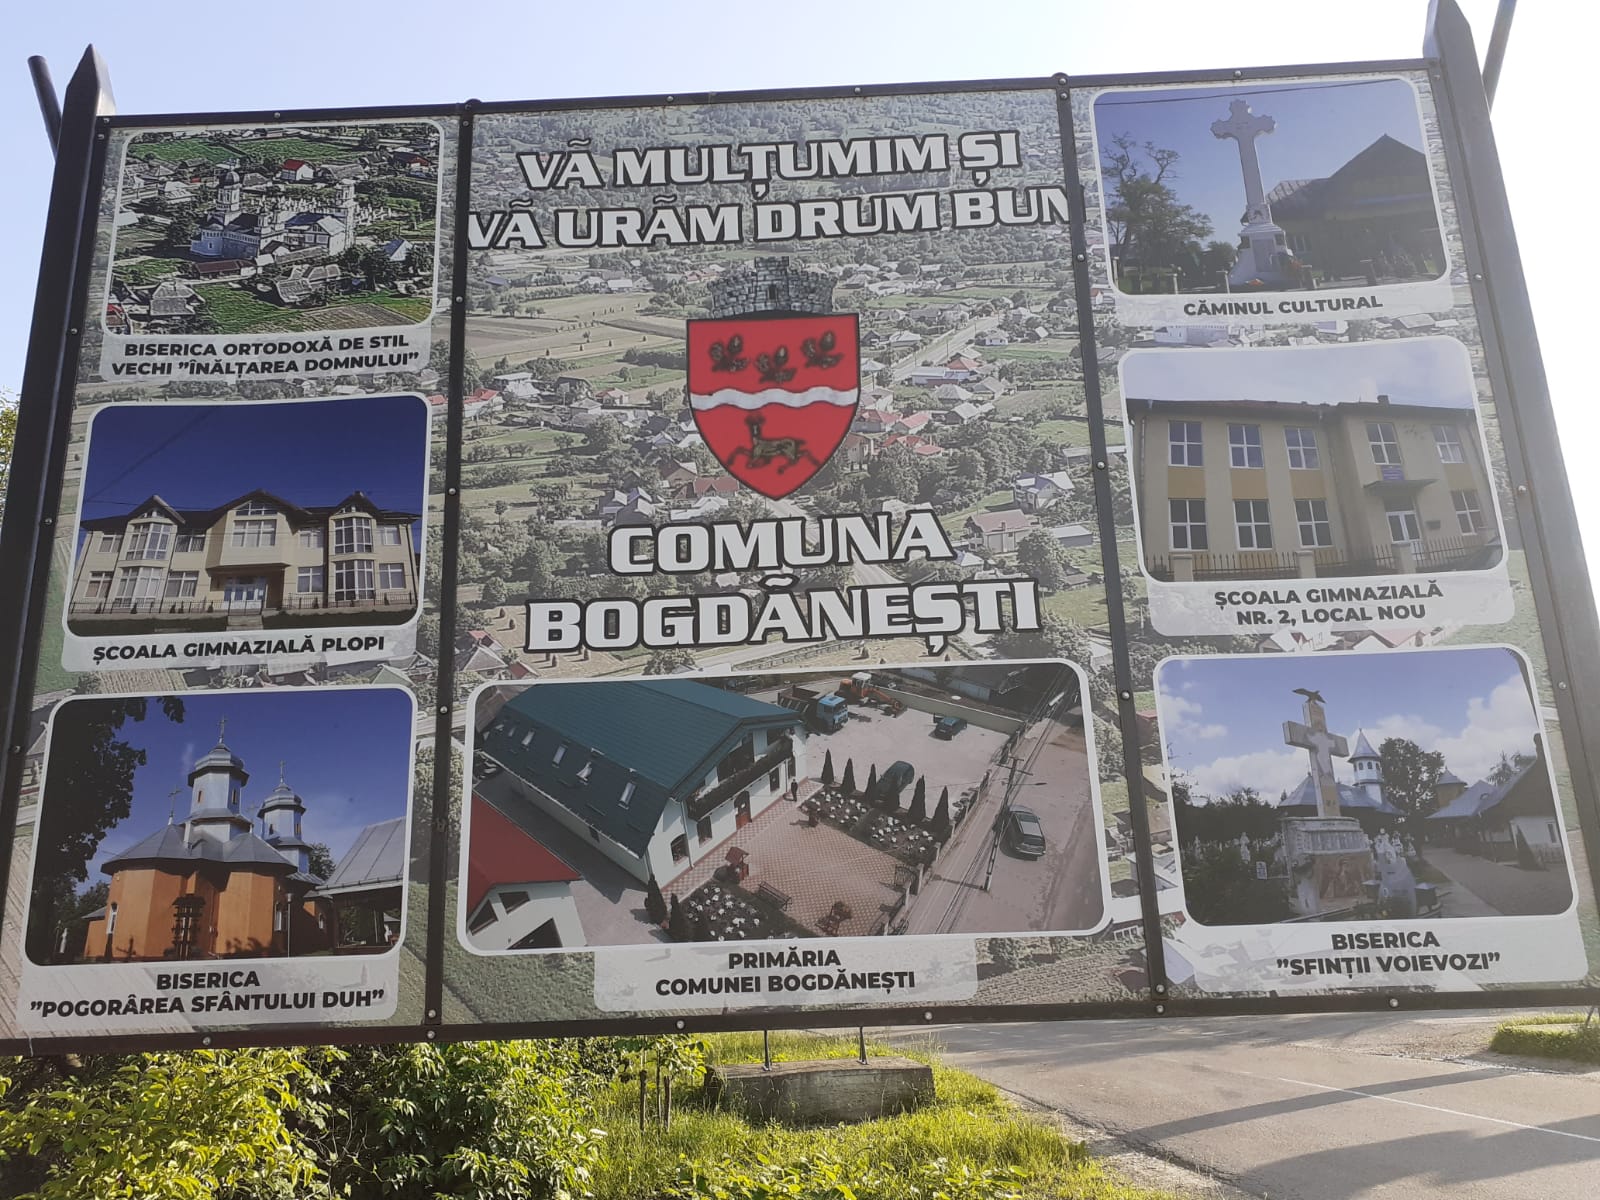 VĂ MULȚUMIM ȘI
VĂ URĂM DRUM BUN
COMUNA
BOGDĂNEȘTI
BISERICA ORTODOXĂ DE STIL
VECHI ”ÎNĂLȚAREA DOMNULUI”
ȘCOALA GIMNAZIALĂ PLOPI
BISERICA
”POGORÂREA SFÂNTULUI DUH”
PRIMĂRIA
COMUNEI BOGDĂNEȘTI
CĂMINUL CULTURAL
ȘCOALA GIMNAZIALĂ
NR. 2, LOCAL NOU
BISERICA
”SFINȚII VOIEVOZI”